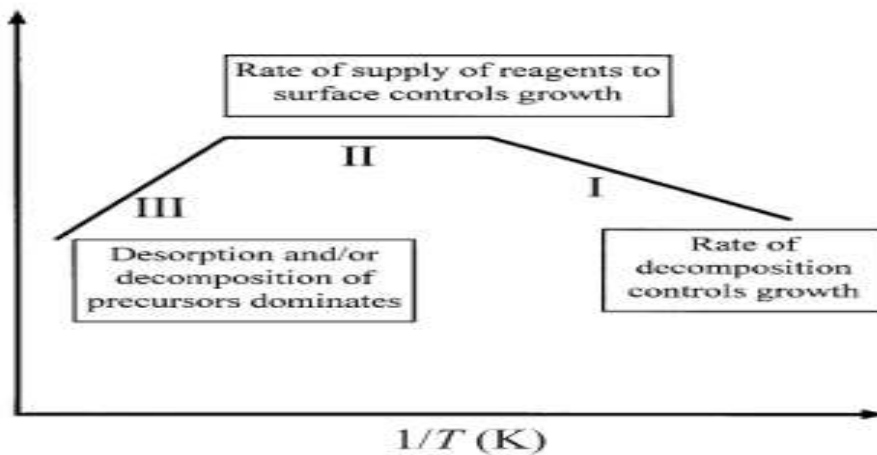 Rate of supply of reagents to
surface controls growth
II
I
III
Desorption and/or
decomposition of
precursors dominates
Rate of
decomposition
controls growth
1/T (K)